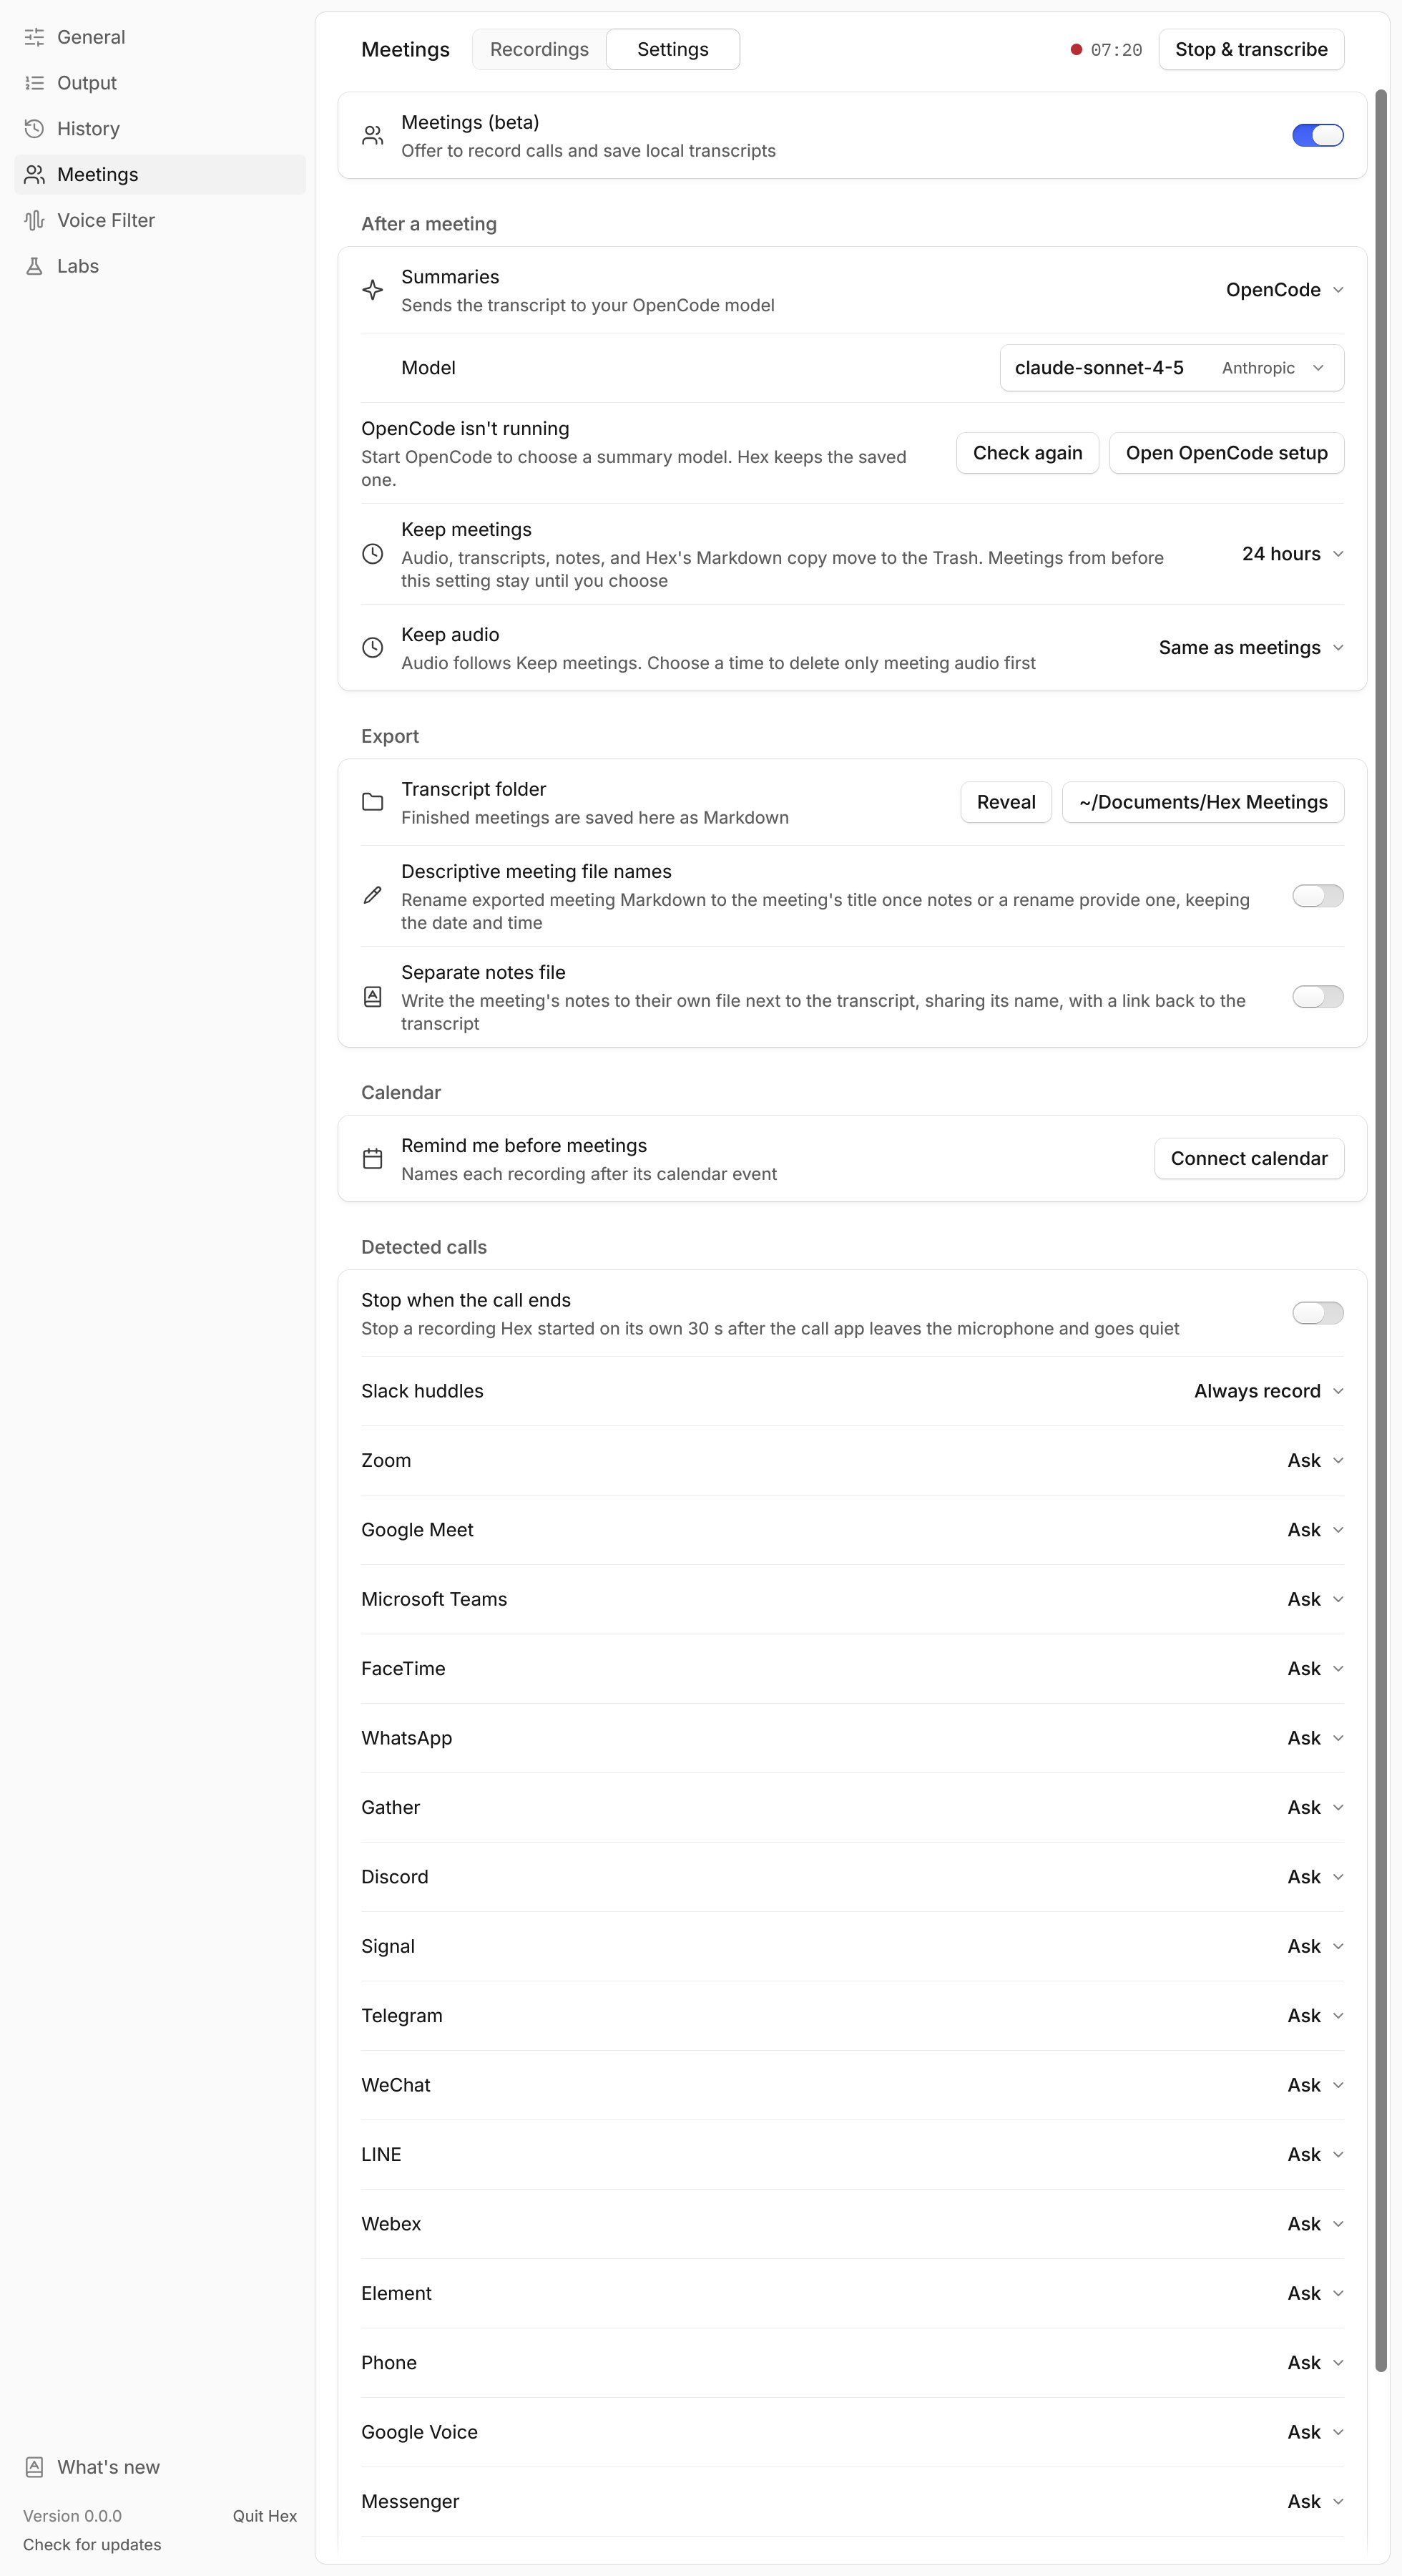 General
Output
History
Meetings
Voice Filter
Labs
What's new
Version 0.0.0
Quit Hex
Check for updates
Meetings
Recordings
Settings
07:20
Stop & transcribe
Meetings (beta)
Offer to record calls and save local transcripts
After a meeting
Summaries
Sends the transcript to your OpenCode model
OpenCode
Model
claude-sonnet-4-5
Anthropic
OpenCode isn't running
Start OpenCode to choose a summary model. Hex keeps the saved
one.
Check again
Open OpenCode setup
Keep meetings
Audio, transcripts, notes, and Hex's Markdown copy move to the Trash. Meetings from before
this setting stay until you choose
24 hours
Keep audio
Audio follows Keep meetings. Choose a time to delete only meeting audio first
Same as meetings
Export
Transcript folder
Finished meetings are saved here as Markdown
Reveal
~/Documents/Hex Meetings
Descriptive meeting file names
Rename exported meeting Markdown to the meeting's title once notes or a rename provide one, keeping
the date and time
Separate notes file
Write the meeting's notes to their own file next to the transcript, sharing its name, with a link back to the
transcript
Calendar
Remind me before meetings
Names each recording after its calendar event
Connect calendar
Detected calls
Stop when the call ends
Stop a recording Hex started on its own 30 s after the call app leaves the microphone and goes quiet
Slack huddles
Always record
Zoom
Ask
Google Meet
Ask
Microsoft Teams
Ask
FaceTime
Ask
WhatsApp
Ask
Gather
Ask
Discord
Ask
Signal
Ask
Telegram
Ask
WeChat
Ask
LINE
Ask
Webex
Ask
Element
Ask
Phone
Ask
Google Voice
Ask
Messenger
Ask